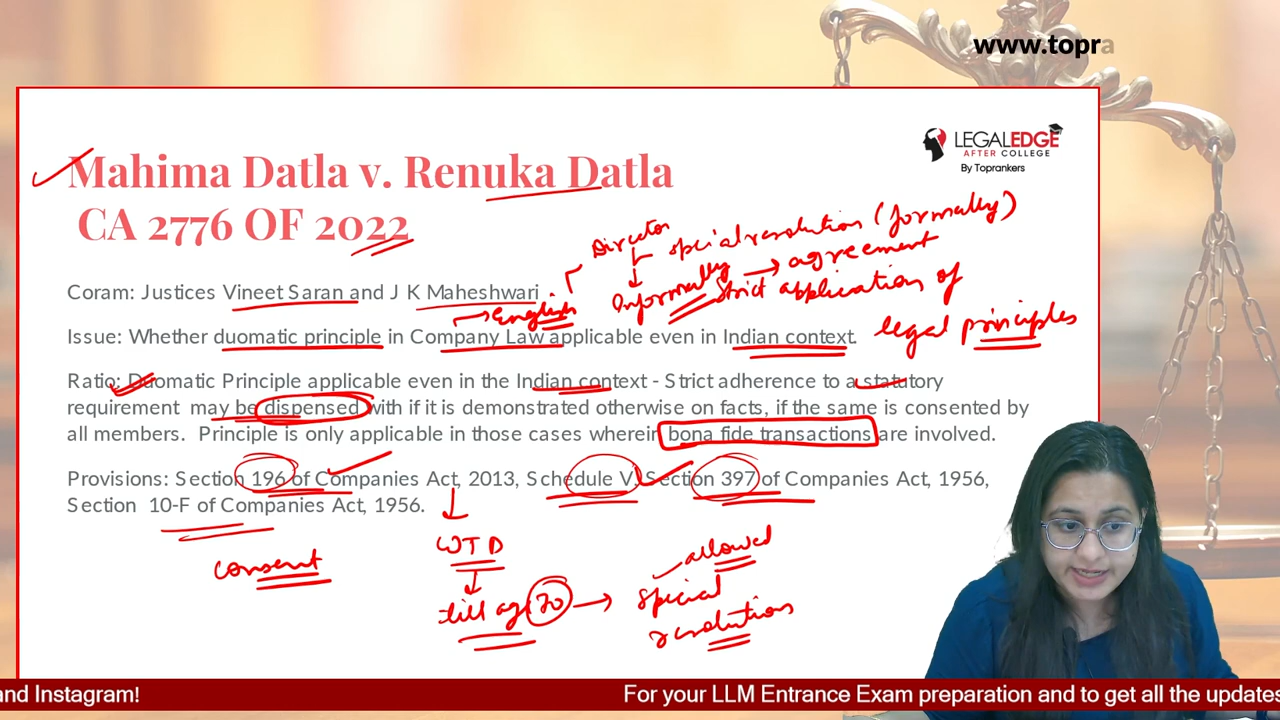 www.topra
LEGALEDGE
AFTER COLLEGE
By Toprankers
Mahima Datla v. Renuka Datla
CA 2776 OF 2022
Director
spcial resolution (formally)
Informally → agreement
strict application of
legal principles
→ English
Coram: Justices Vineet Saran and J K Maheshwari
Issue: Whether duomatic principle in Company Law applicable even in Indian context.
Ratio: Duomatic Principle applicable even in the Indian context - Strict adherence to a statutory
requirement may be dispensed with if it is demonstrated otherwise on facts, if the same is consented by
all members. Principle is only applicable in those cases wherein bona fide transactions are involved.
Provisions: Section 196 of Companies Act, 2013, Schedule V, Section 397 of Companies Act, 1956,
Section 10-F of Companies Act, 1956.
consent
WTD
till age 70 →
allowed
special
resolution
and Instagram!
For your LLM Entrance Exam preparation and to get all the updates